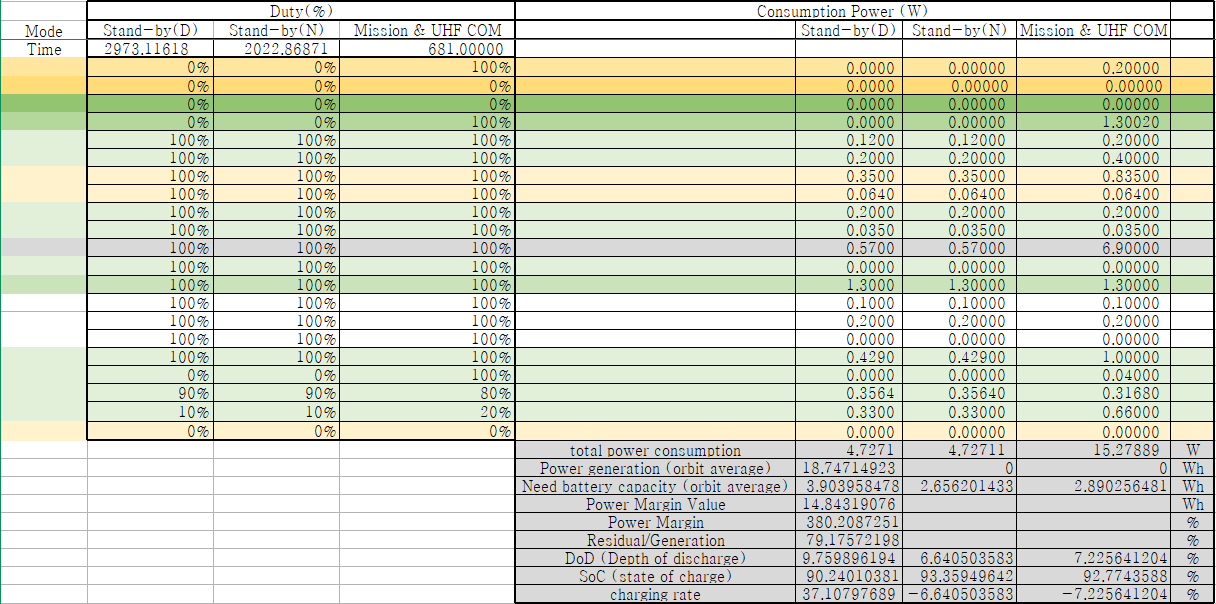 Duty(%) Consumption Power (W)
Mode Stand-by(D) Stand-by(N) Mission & UHF COM Stand-by(D) Stand-by(N) Mission & UHF COM
Time 2973.11618 2022.86871 681.00000
0% 0% 100% 0.0000 0.00000 0.20000
0% 0% 0% 0.0000 0.00000 0.00000
0% 0% 0% 0.0000 0.00000 0.00000
0% 0% 100% 0.0000 0.00000 1.30020
100% 100% 100% 0.1200 0.12000 0.20000
100% 100% 100% 0.2000 0.20000 0.40000
100% 100% 100% 0.3500 0.35000 0.83500
100% 100% 100% 0.0640 0.06400 0.06400
100% 100% 100% 0.2000 0.20000 0.20000
100% 100% 100% 0.0350 0.03500 0.03500
100% 100% 100% 0.5700 0.57000 6.90000
100% 100% 100% 0.0000 0.00000 0.00000
100% 100% 100% 1.3000 1.30000 1.30000
100% 100% 100% 0.1000 0.10000 0.10000
100% 100% 100% 0.2000 0.20000 0.20000
100% 100% 100% 0.0000 0.00000 0.00000
100% 100% 100% 0.4290 0.42900 1.00000
0% 0% 100% 0.0000 0.00000 0.04000
90% 90% 80% 0.3564 0.35640 0.31680
10% 10% 20% 0.3300 0.33000 0.66000
0% 0% 0% 0.0000 0.00000 0.00000
total power consumption 4.7271 4.72711 15.27889 W
Power generation (orbit average) 18.74714923 0 0 Wh
Need battery capacity (orbit average) 3.903958478 2.656201433 2.890256481 Wh
Power Margin Value 14.84319076 Wh
Power Margin 380.2087251 %
Residual/Generation 79.17572198 %
DoD (Depth of discharge) 9.759896194 6.640503583 7.225641204 %
SoC (state of charge) 90.24010381 93.35949642 92.7743588 %
charging rate 37.10797689 -6.640503583 -7.225641204 %